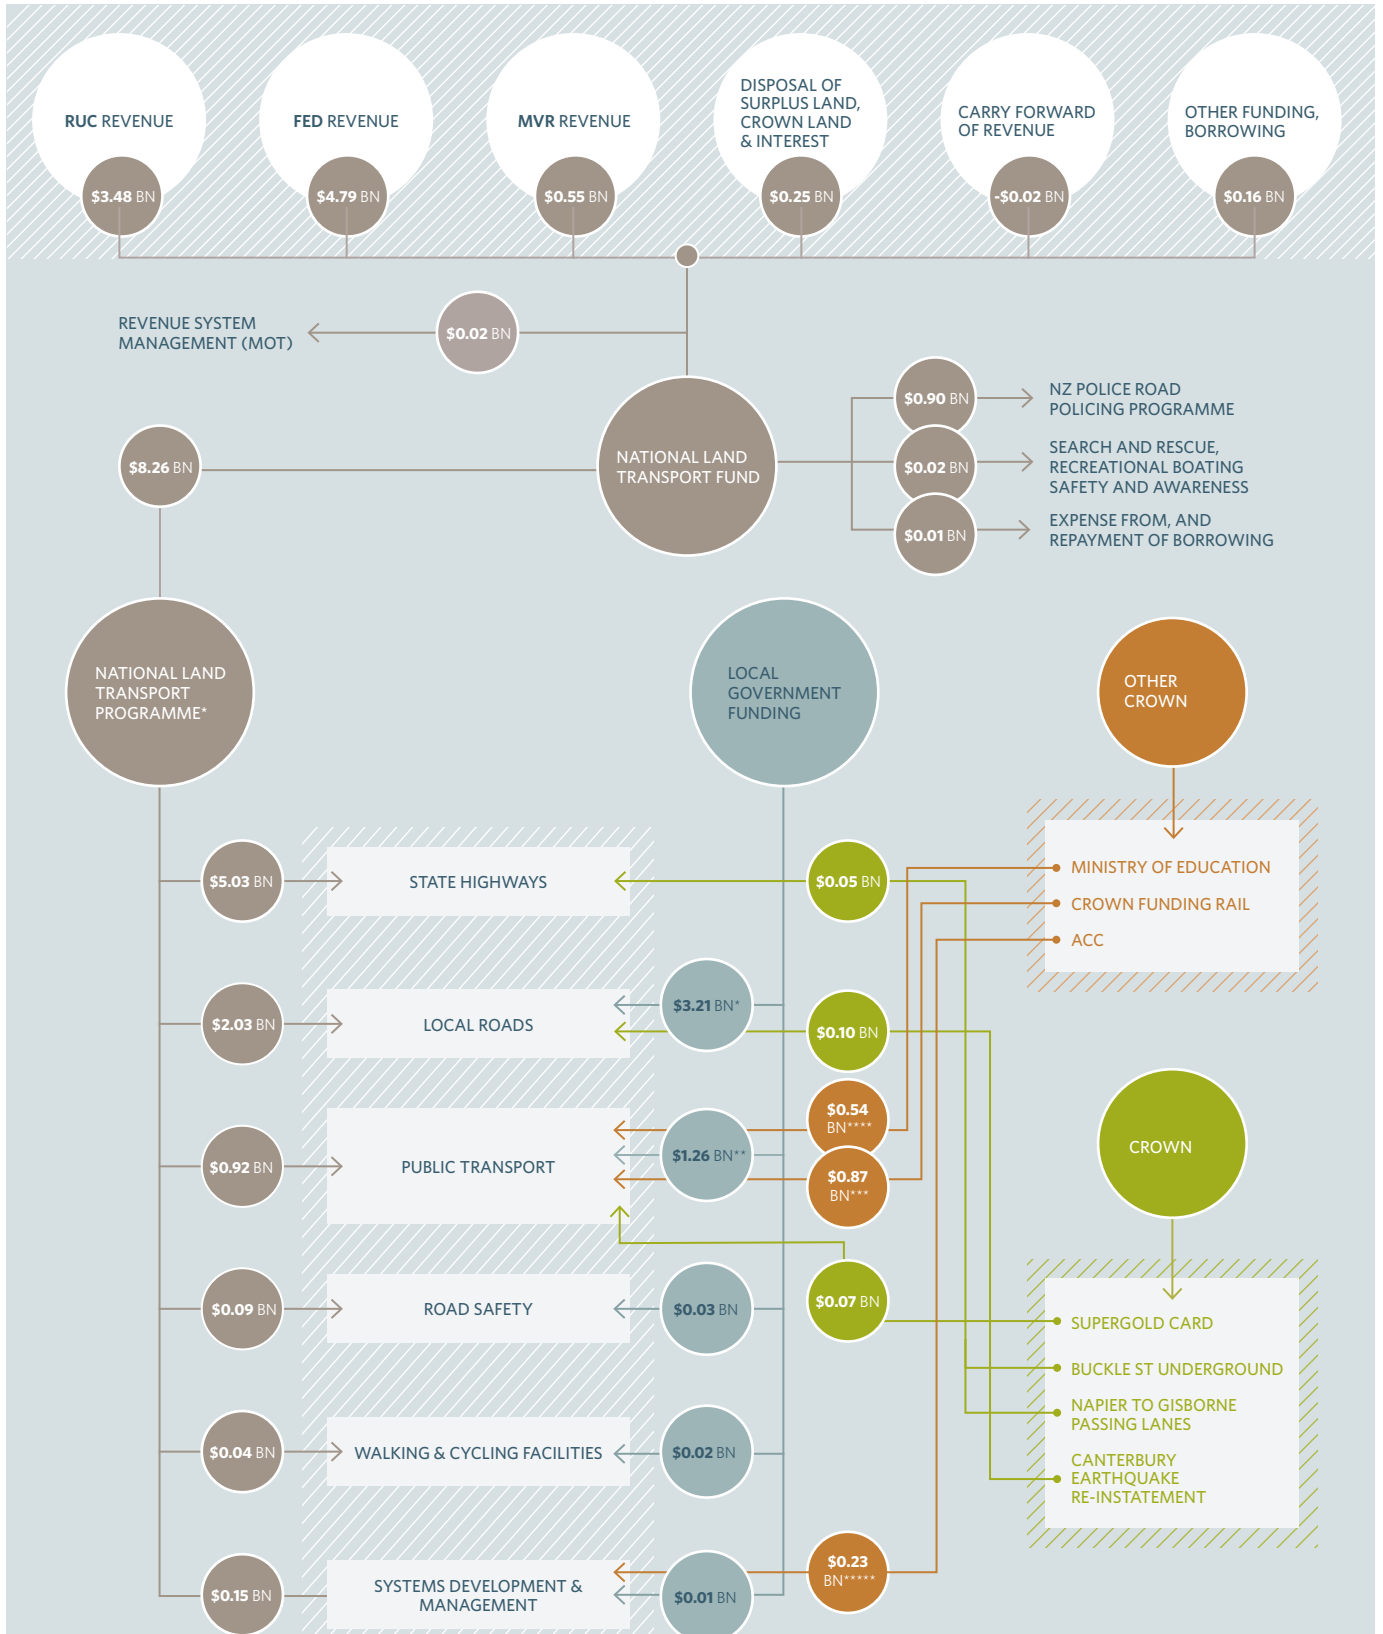 RUC REVENUE
$3.48 BN
FED REVENUE
$4.79 BN
MVR REVENUE
$0.55 BN
DISPOSAL OF
SURPLUS LAND,
CROWN LAND
& INTEREST
$0.25 BN
CARRY FORWARD
OF REVENUE
-$0.02 BN
OTHER FUNDING,
BORROWING
$0.16 BN
REVENUE SYSTEM
MANAGEMENT (MOT)
$0.02 BN
NATIONAL LAND
TRANSPORT FUND
$0.90 BN
NZ POLICE ROAD
POLICING PROGRAMME
$0.02 BN
SEARCH AND RESCUE,
RECREATIONAL BOATING
SAFETY AND AWARENESS
$0.01 BN
EXPENSE FROM, AND
REPAYMENT OF BORROWING
$8.26 BN
NATIONAL LAND
TRANSPORT
PROGRAMME*
LOCAL
GOVERNMENT
FUNDING
OTHER
CROWN
$5.03 BN
STATE HIGHWAYS
$0.05 BN
MINISTRY OF EDUCATION
CROWN FUNDING RAIL
ACC
$2.03 BN
LOCAL ROADS
$3.21 BN*
$0.10 BN
$0.92 BN
PUBLIC TRANSPORT
$1.26 BN**
$0.54
BN****
$0.87
BN***
CROWN
$0.09 BN
ROAD SAFETY
$0.03 BN
$0.07 BN
SUPERGOLD CARD
BUCKLE ST UNDERGROUND
NAPIER TO GISBORNE
PASSING LANES
CANTERBURY
EARTHQUAKE
RE-INSTATEMENT
$0.04 BN
WALKING & CYCLING FACILITIES
$0.02 BN
$0.15 BN
SYSTEMS DEVELOPMENT &
MANAGEMENT
$0.01 BN
$0.23
BN*****